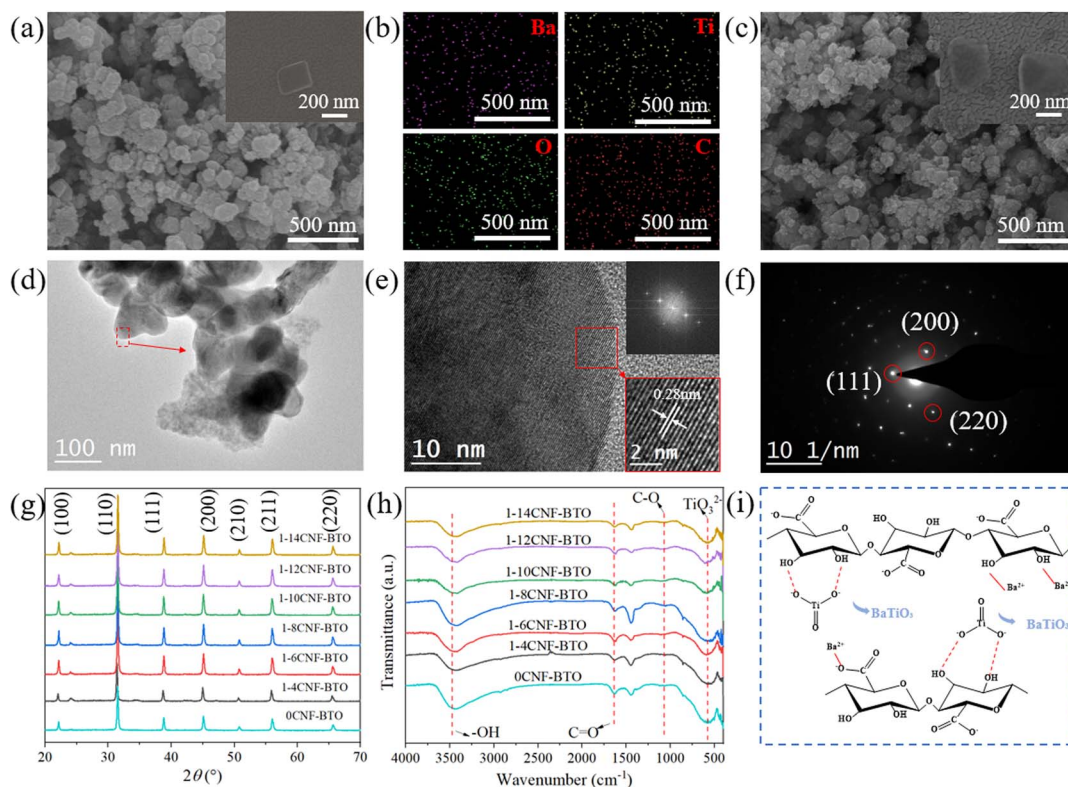 (a)
200 nm
500 nm
(b)
Ba
500 nm
Ti
500 nm
O
500 nm
C
500 nm
(c)
200 nm
500 nm
(d)
100 nm
(e)
0.28nm
10 nm
2 nm
(f)
(200)
(111)
(220)
10 1/nm
(g)
(100)
(110)
(111)
(200)
(210)
(211)
(220)
1-14CNF-BTO
1-12CNF-BTO
1-10CNF-BTO
1-8CNF-BTO
1-6CNF-BTO
1-4CNF-BTO
0CNF-BTO
20 30 40 50 60 70
2θ (°)
(h)
C-O
TiO₃²⁻
1-14CNF-BTO
1-12CNF-BTO
1-10CNF-BTO
1-8CNF-BTO
1-6CNF-BTO
1-4CNF-BTO
0CNF-BTO
-OH
C=O
Transmittance (a.u.)
4000 3500 3000 2500 2000 1500 1000 500
Wavenumber (cm⁻¹)
(i)
BaTiO₃
Ba²⁺
Ba²⁺